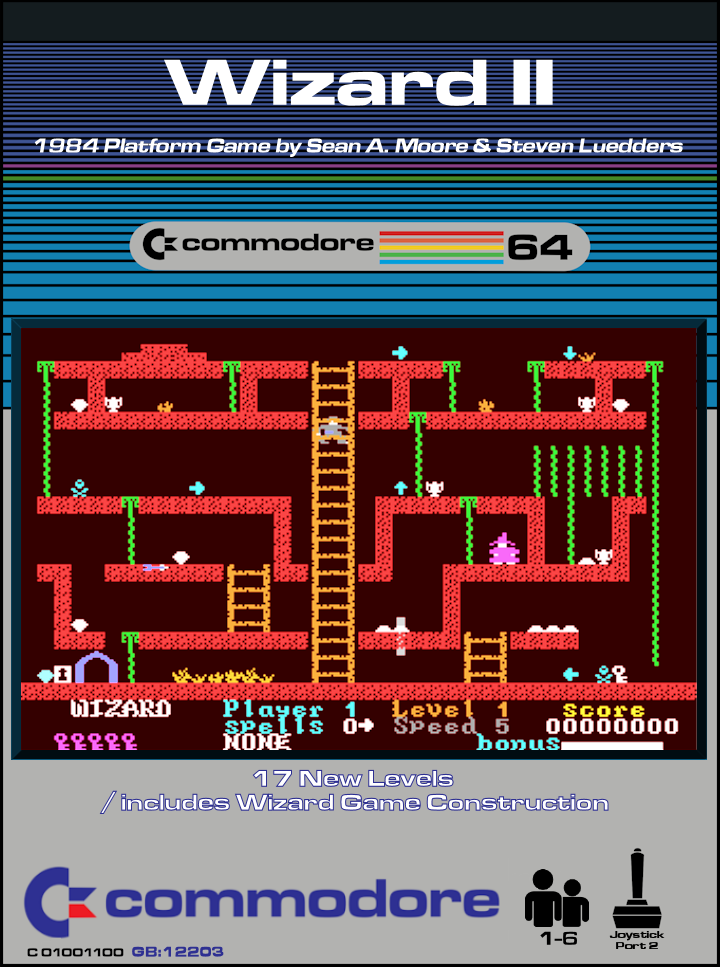 Wizard II
1984 Platform Game by Sean A. Moore & Steven Luedders
commodore 64
WIZARD Player 1 Level 1 score
spells 0→ Speed 5 00000000
NONE bonus
17 New Levels
/includes Wizard Game Construction
commodore
1-6
Joystick
Port 2
C 01001100 GB:12203